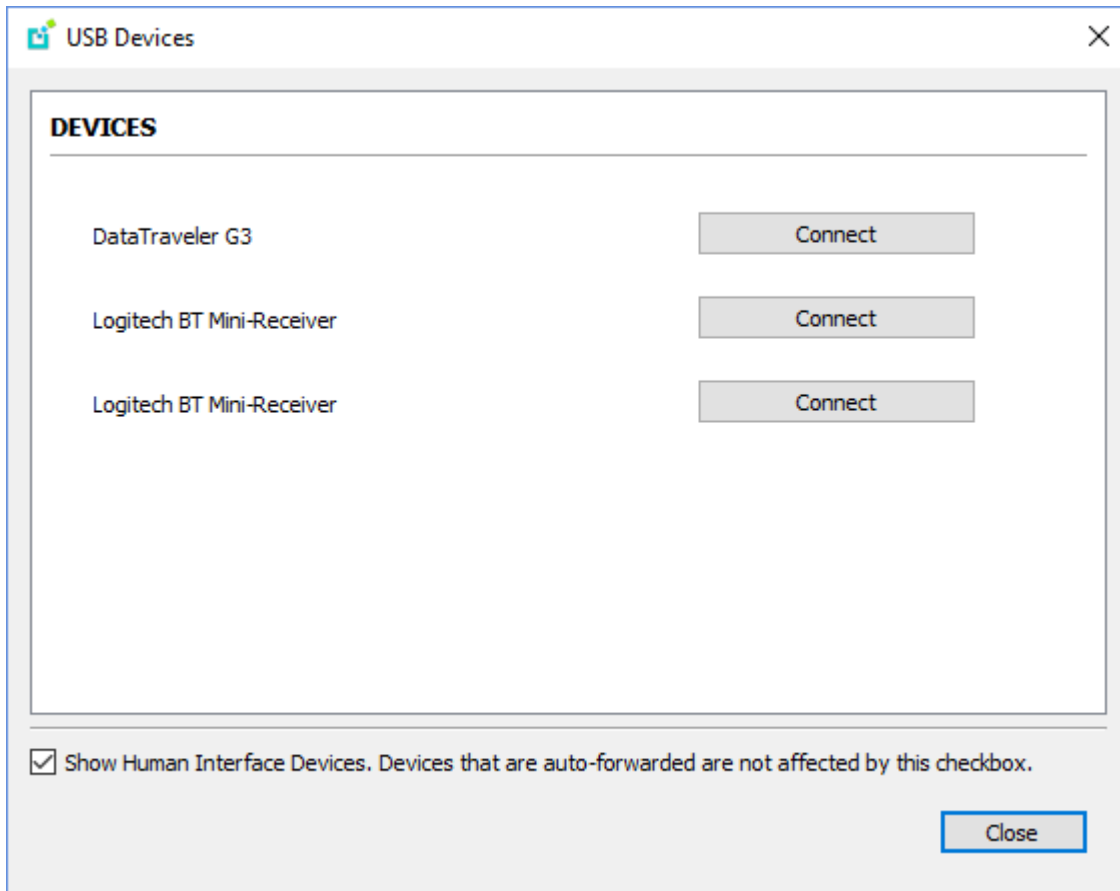 USB Devices
DEVICES
DataTraveler G3 Connect
Logitech BT Mini-Receiver Connect
Logitech BT Mini-Receiver Connect
Show Human Interface Devices. Devices that are auto-forwarded are not affected by this checkbox.
Close